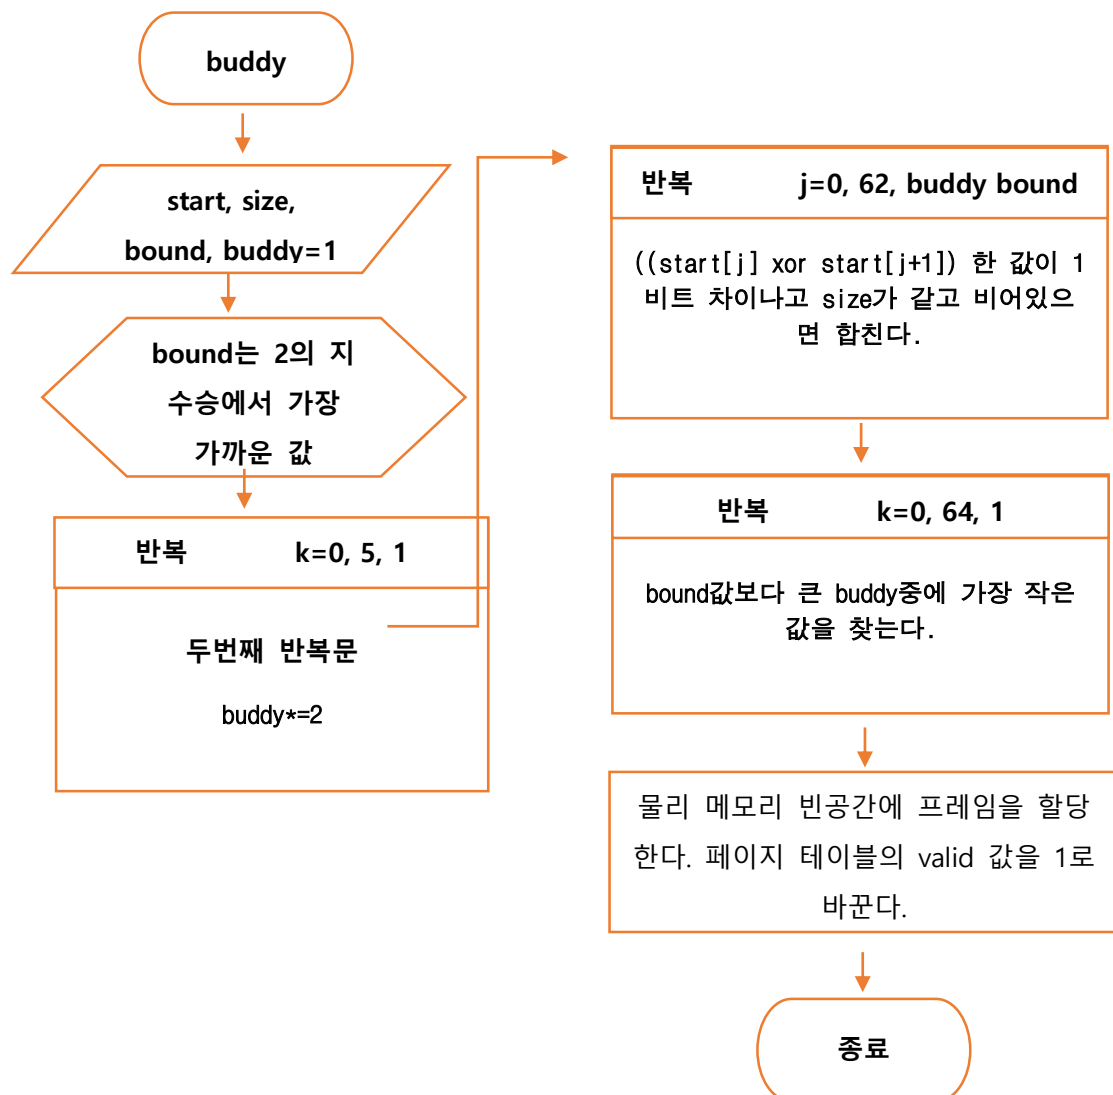 buddy
start, size,
bound, buddy=1
bound는 2의 지
수승에서 가장
가까운 값
반복 k=0, 5, 1
두번째 반복문
buddy*=2
반복 j=0, 62, buddy bound
((start[j] xor start[j+1]) 한 값이 1
비트 차이나고 size가 같고 비어있으
면 합친다.
반복 k=0, 64, 1
bound값보다 큰 buddy중에 가장 작은
값을 찾는다.
물리 메모리 빈공간에 프레임을 할당
한다. 페이지 테이블의 valid 값을 1로
바꾼다.
종료